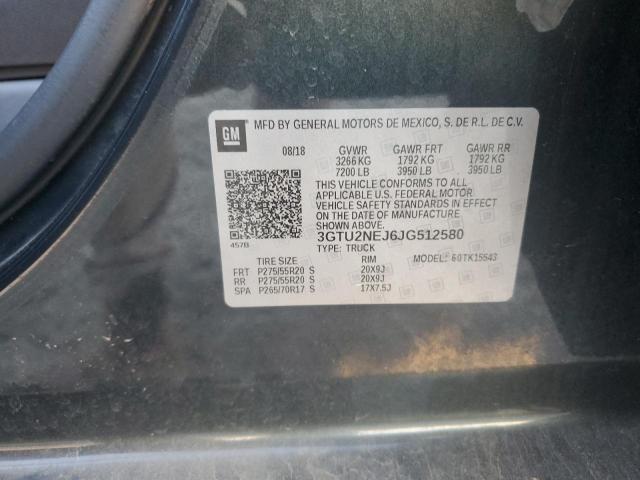 GM
MFD BY GENERAL MOTORS DE MEXICO, S. DE R.L. DE C.V.
08/18 GVWR GAWR FRT GAWR RR
3266 KG 1792 KG 1792 KG
7200 LB 3950 LB 3950 LB
THIS VEHICLE CONFORMS TO ALL
APPLICABLE U.S. FEDERAL MOTOR
VEHICLE SAFETY STANDARDS IN EFFECT
ON THE DATE OF MANUFACTURE
SHOWN ABOVE.
3GTU2NEJ6JG512580
457B TYPE: TRUCK
TIRE SIZE RIM MODEL: 60TK15543
FRT P275/55R20 S 20X9J
RR P275/55R20 S 20X9J
SPA P265/70R17 S 17X7.5J